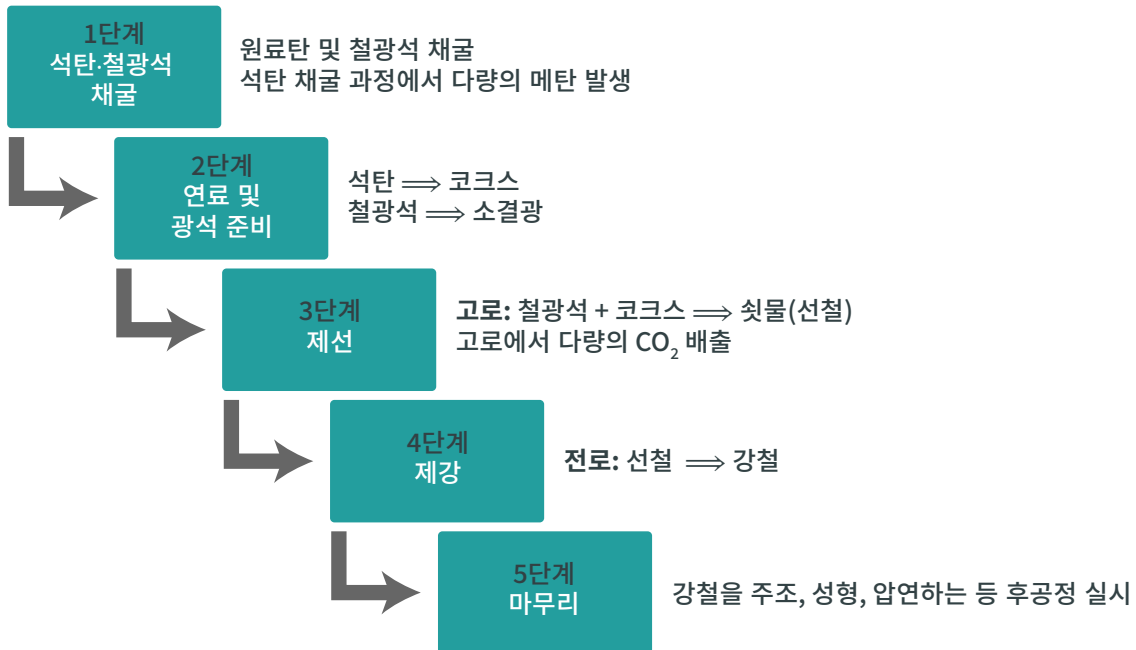 1단계
석탄·철광석
채굴
원료탄 및 철광석 채굴
석탄 채굴 과정에서 다량의 메탄 발생
2단계
연료 및
광석 준비
석탄 ⟹ 코크스
철광석 ⟹ 소결광
3단계
제선
고로: 철광석 + 코크스 ⟹ 쇳물(선철)
고로에서 다량의 CO₂ 배출
4단계
제강
전로: 선철 ⟹ 강철
5단계
마무리
강철을 주조, 성형, 압연하는 등 후공정 실시